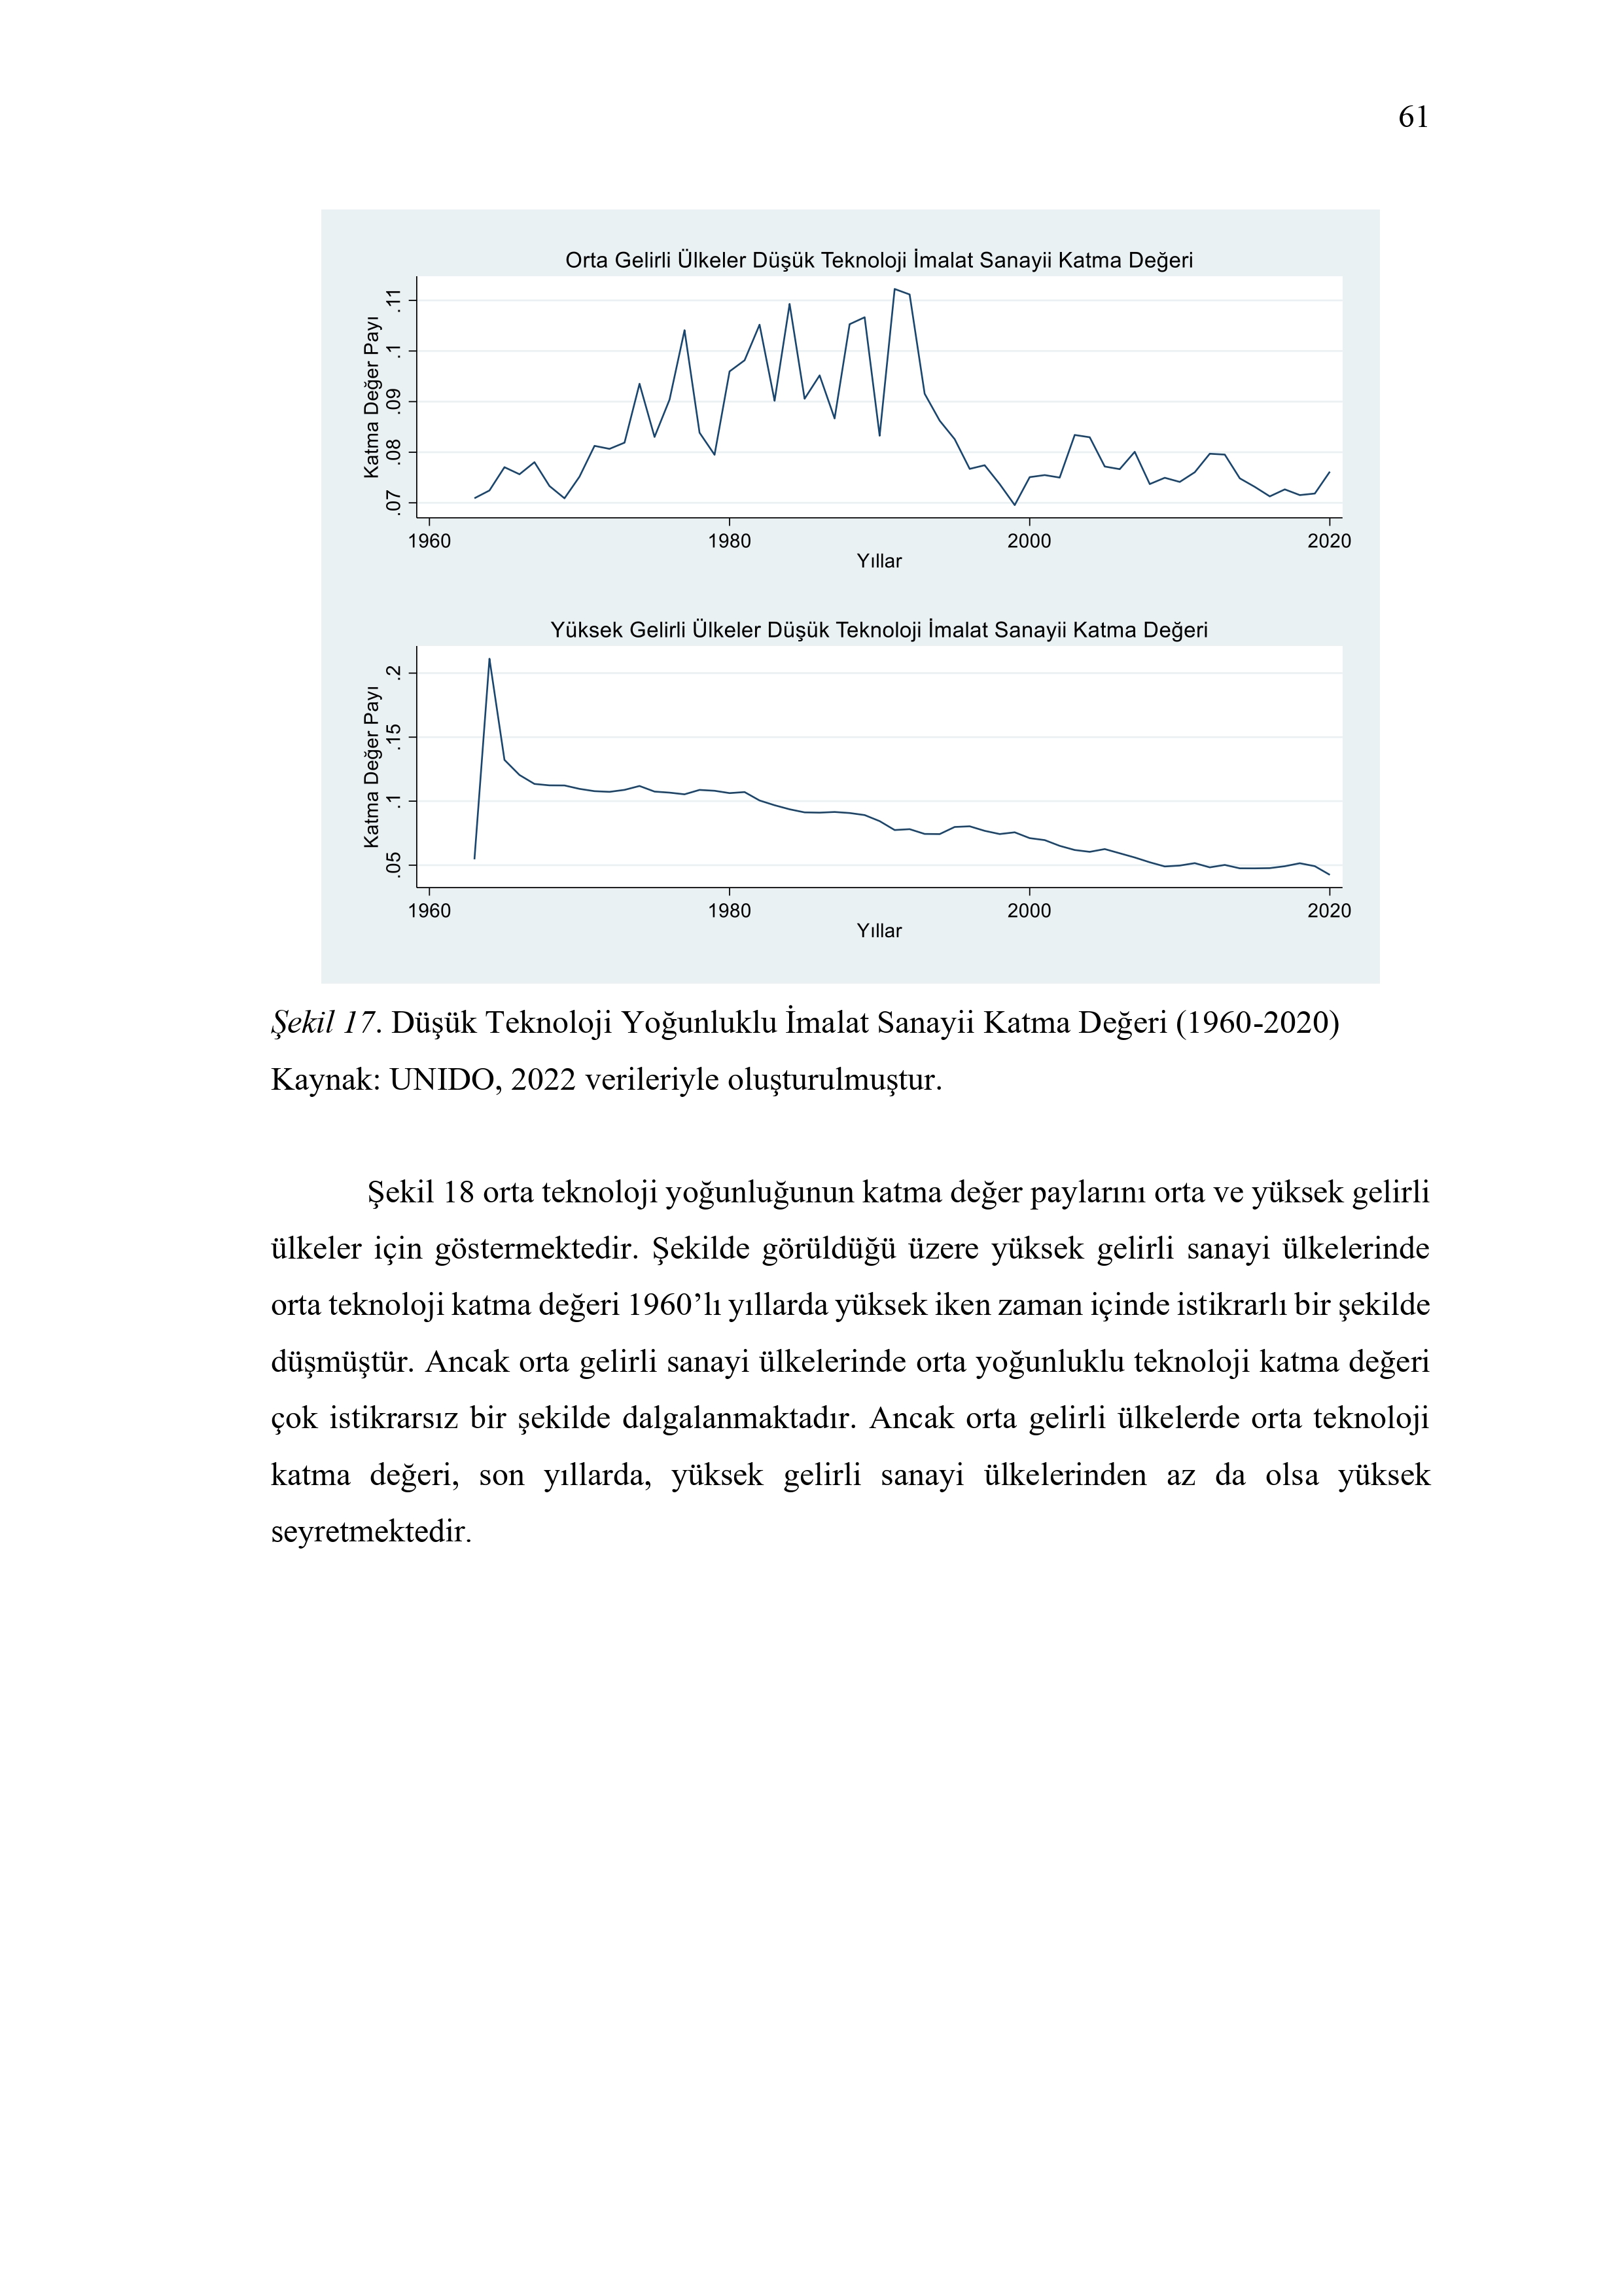 61
Orta Gelirli Ülkeler Düşük Teknoloji İmalat Sanayii Katma Değeri
Katma Değer Payı
.11
.1
.09
.08
.07
1960
1980
2000
2020
Yıllar
Yüksek Gelirli Ülkeler Düşük Teknoloji İmalat Sanayii Katma Değeri
Katma Değer Payı
.2
.15
.1
.05
1960
1980
2000
2020
Yıllar
Şekil 17. Düşük Teknoloji Yoğunluklu İmalat Sanayii Katma Değeri (1960-2020)
Kaynak: UNIDO, 2022 verileriyle oluşturulmuştur.
Şekil 18 orta teknoloji yoğunluğunun katma değer paylarını orta ve yüksek gelirli
ülkeler için göstermektedir. Şekilde görüldüğü üzere yüksek gelirli sanayi ülkelerinde
orta teknoloji katma değeri 1960’lı yıllarda yüksek iken zaman içinde istikrarlı bir şekilde
düşmüştür. Ancak orta gelirli sanayi ülkelerinde orta yoğunluklu teknoloji katma değeri
çok istikrarsız bir şekilde dalgalanmaktadır. Ancak orta gelirli ülkelerde orta teknoloji
katma değeri, son yıllarda, yüksek gelirli sanayi ülkelerinden az da olsa yüksek
seyretmektedir.